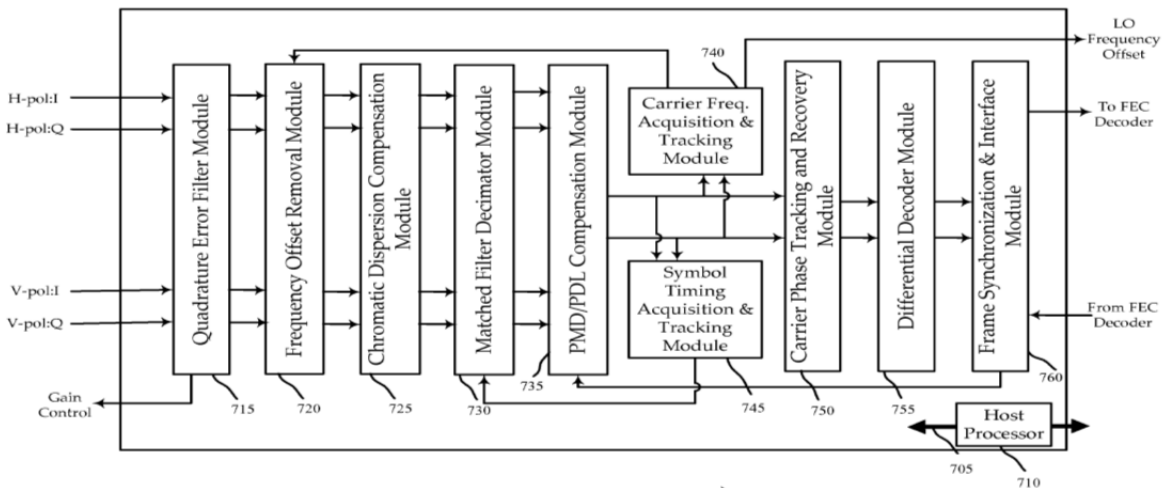 LO
Frequency
Offset
740
H-pol:I
H-pol:Q
V-pol:I
V-pol:Q
Gain
Control
Quadrature Error Filter Module
715
Frequency Offset Removal Module
720
Chromatic Dispersion Compensation
Module
725
Matched Filter Decimator Module
730
PMD/PDL Compensation Module
735
Carrier Freq.
Acquisition &
Tracking
Module
Symbol
Timing
Acquisition &
Tracking
Module
745
Carrier Phase Tracking and Recovery
Module
750
Differential Decoder Module
755
Frame Synchronization & Interface
Module
760
To FEC
Decoder
From FEC
Decoder
Host
Processor
705
710